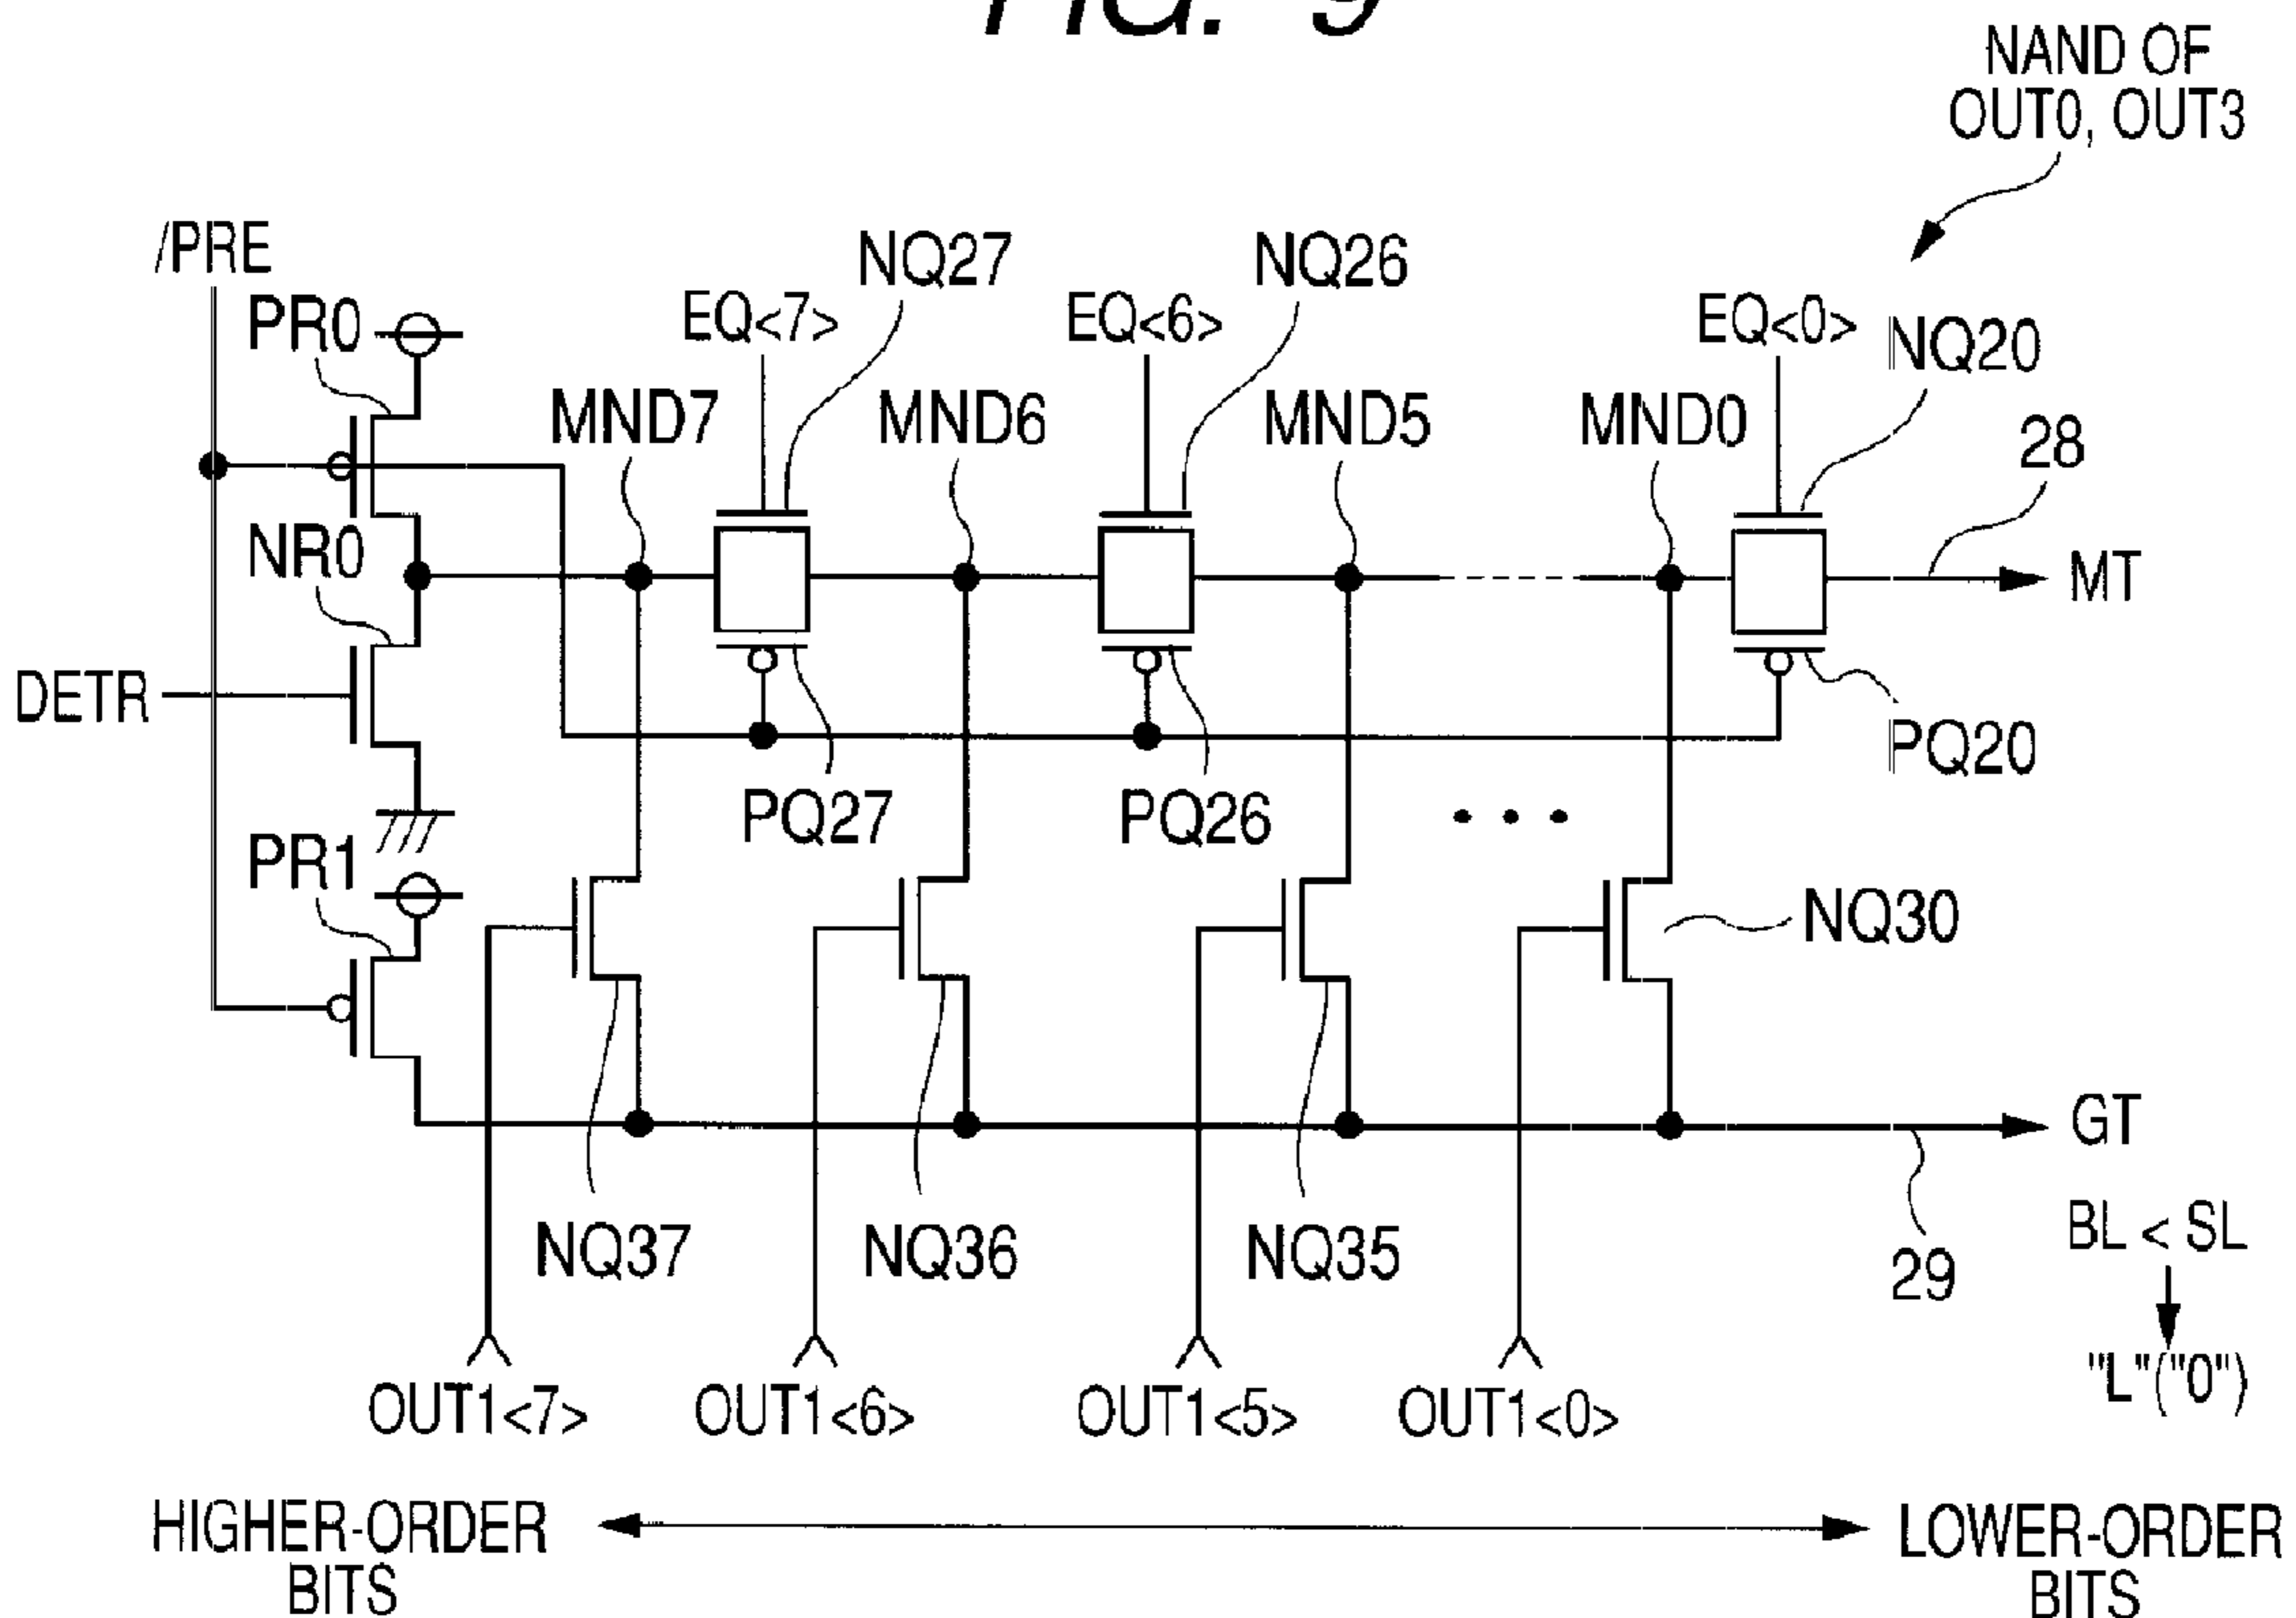 FIG. 9
NAND OF
OUT0, OUT3
/PRE
NQ27
NQ26
PR0
EQ<7>
EQ<6>
EQ<0>
NQ20
MND7
MND6
MND5
MND0
28
NR0
MT
DETR
PQ27
PQ26
PQ20
...
PR1
NQ30
GT
NQ37
NQ36
NQ35
29
BL < SL
"L"("0")
OUT1<7>
OUT1<6>
OUT1<5>
OUT1<0>
HIGHER-ORDER
BITS
LOWER-ORDER
BITS